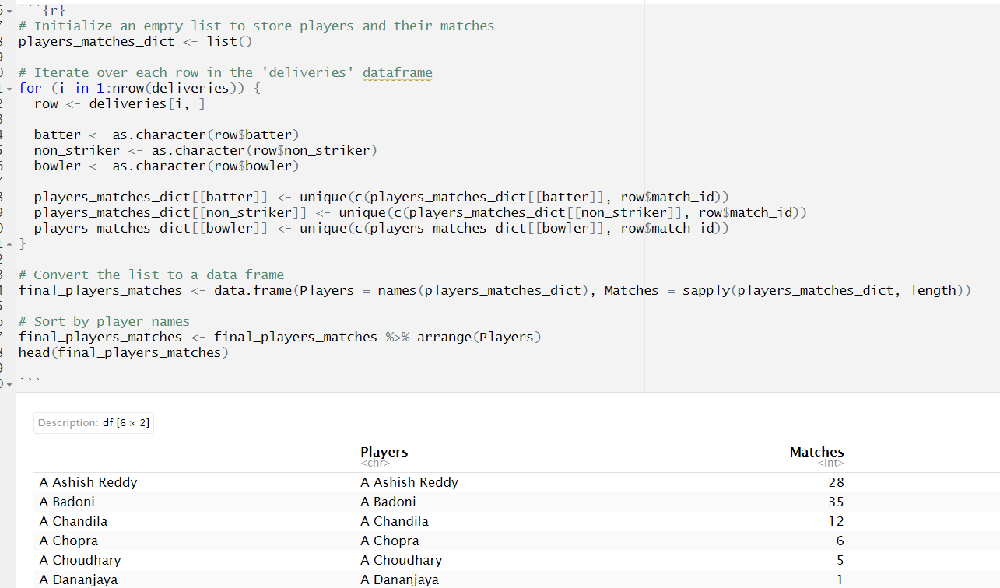 ```{r}
# Initialize an empty list to store players and their matches
players_matches_dict <- list()
# Iterate over each row in the 'deliveries' dataframe
for (i in 1:nrow(deliveries)) {
  row <- deliveries[i, ]
  batter <- as.character(row$batter)
  non_striker <- as.character(row$non_striker)
  bowler <- as.character(row$bowler)
  players_matches_dict[[batter]] <- unique(c(players_matches_dict[[batter]], row$match_id))
  players_matches_dict[[non_striker]] <- unique(c(players_matches_dict[[non_striker]], row$match_id))
  players_matches_dict[[bowler]] <- unique(c(players_matches_dict[[bowler]], row$match_id))
}
# Convert the list to a data frame
final_players_matches <- data.frame(Players = names(players_matches_dict), Matches = sapply(players_matches_dict, length))
# Sort by player names
final_players_matches <- final_players_matches %>% arrange(Players)
head(final_players_matches)
```
Description: df [6 × 2]
Players Matches
<chr> <int>
A Ashish Reddy A Ashish Reddy 28
A Badoni A Badoni 35
A Chandila A Chandila 12
A Chopra A Chopra 6
A Choudhary A Choudhary 5
A Dananjaya A Dananjaya 1